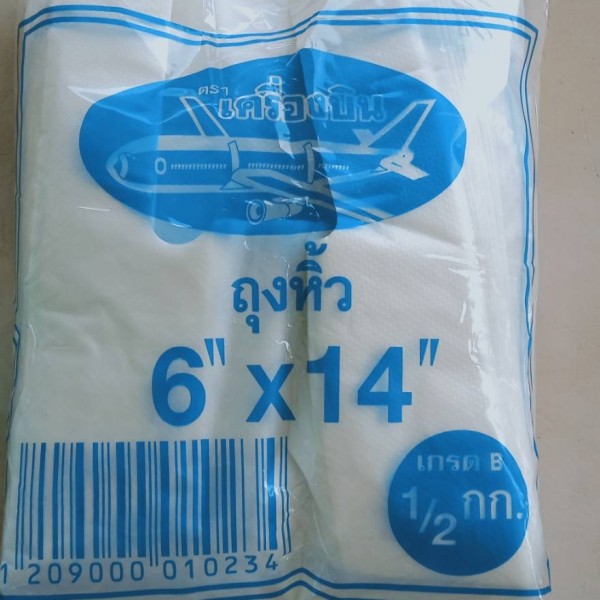 ตรา
เครื่องบิน
ถุงหิ้ว
6" x 14"
เกรด B
1/2 กก.
1 209000 010234